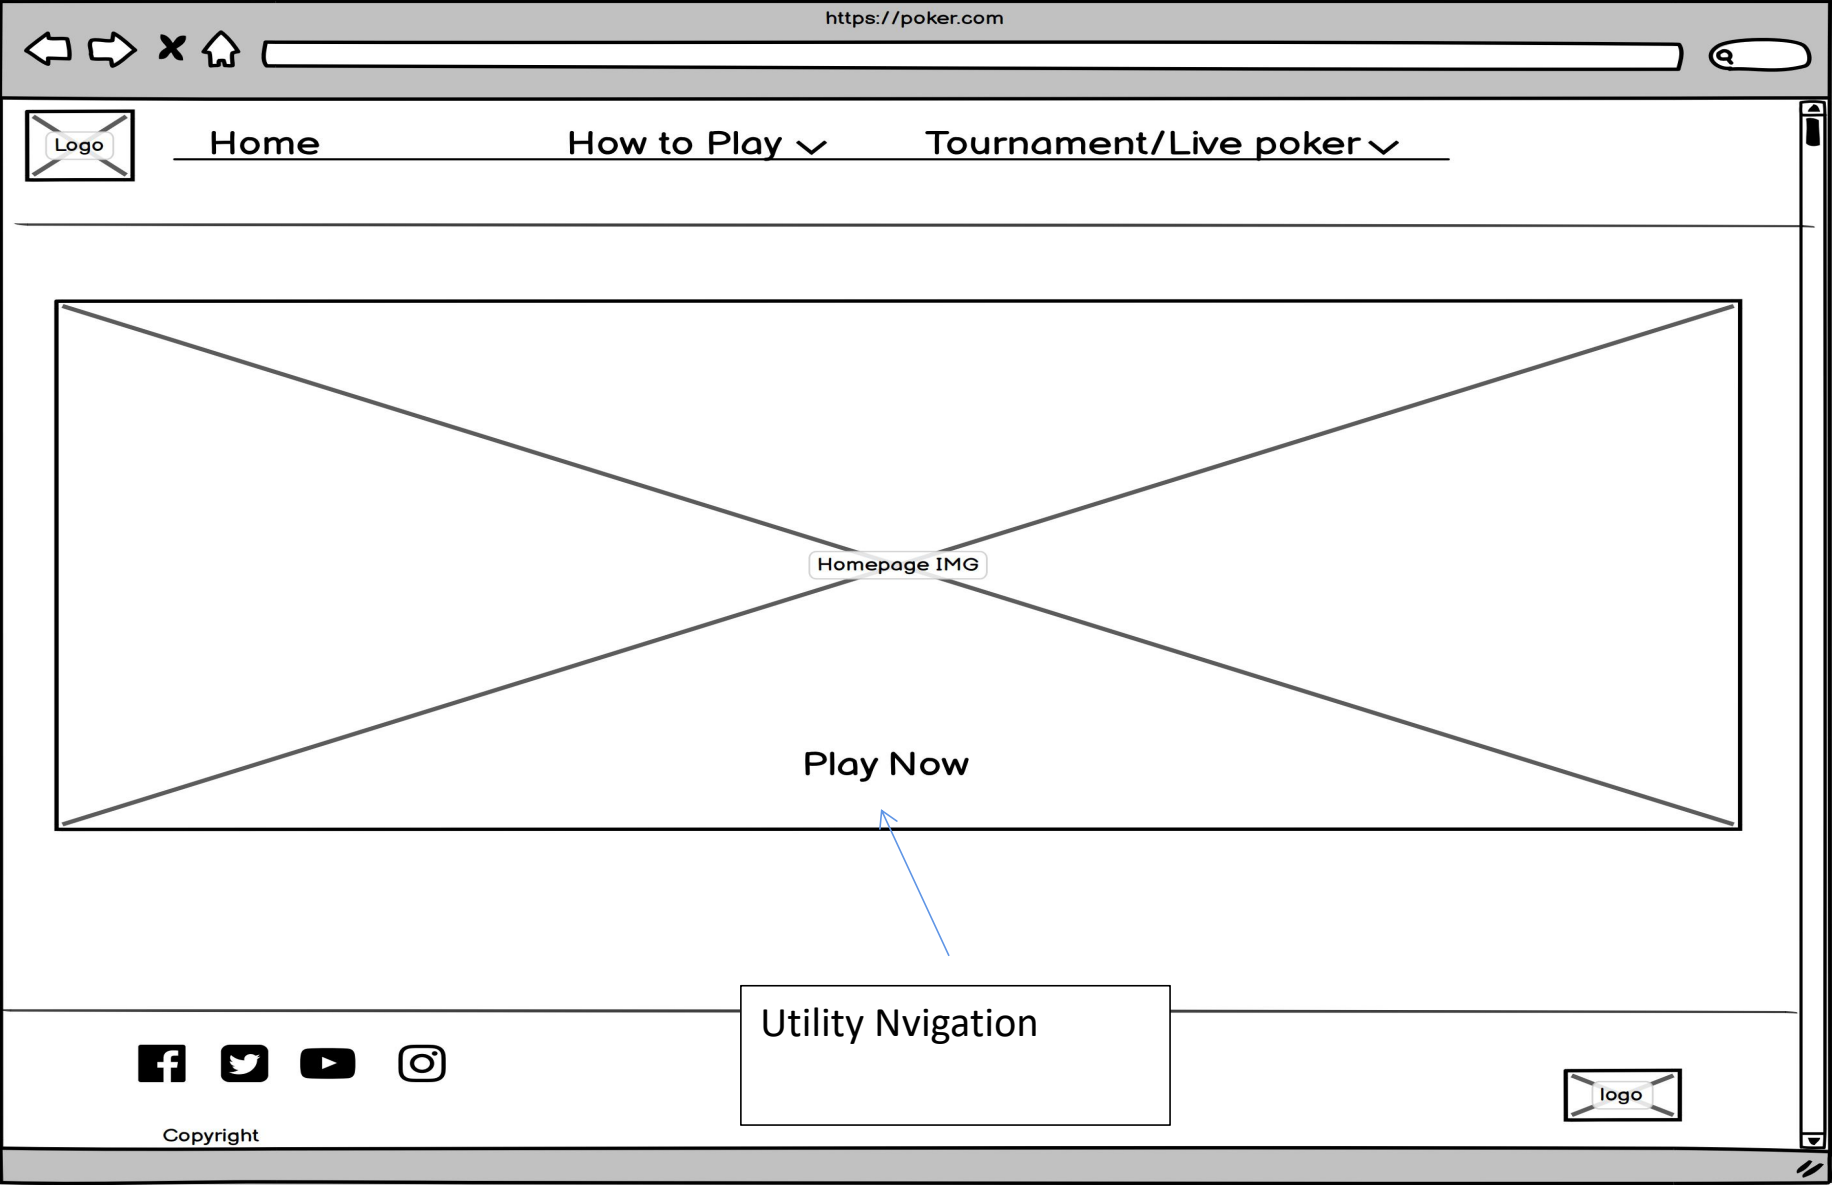 https://poker.com
Logo
Home
How to Play
Tournament/Live poker
Homepage IMG
Play Now
Utility Nvigation
logo
Copyright